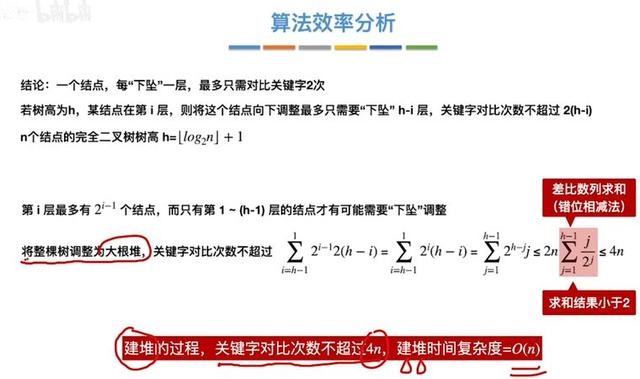 bilibili
算法效率分析
结论：一个结点，每“下坠”一层，最多只需对比关键字2次
若树高为h，某结点在第 i 层，则将这个结点向下调整最多只需要“下坠” h-i 层，关键字对比次数不超过 2(h-i)
n个结点的完全二叉树树高 h=⌊log₂n⌋ + 1
差比数列求和
（错位相减法）
第 i 层最多有 2^{i−1} 个结点，而只有第 1 ~ (h-1) 层的结点才有可能需要“下坠”调整
将整棵树调整为大根堆，关键字对比次数不超过 \sum_{i=h-1}^{1} 2^{i-1}2(h − i) = \sum_{i=h-1}^{1} 2^{i}(h − i) = \sum_{j=1}^{h-1} 2^{h-j}j ≤ 2n \sum_{j=1}^{h-1} \frac{j}{2^j} ≤ 4n
求和结果小于2
建堆的过程，关键字对比次数不超过4n，建堆时间复杂度=O(n)